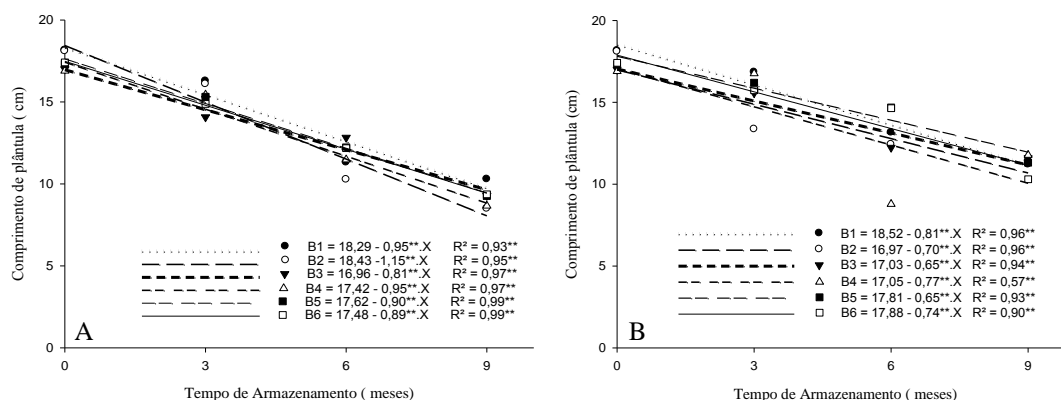 Comprimento de plântula ( cm)
20
15
10
5
0
B1 = 18,29 - 0,95**.X R² = 0,93**
B2 = 18,43 - 1,15**.X R² = 0,95**
B3 = 16,96 - 0,81**.X R² = 0,97**
B4 = 17,42 - 0,95**.X R² = 0,97**
B5 = 17,62 - 0,90**.X R² = 0,99**
B6 = 17,48 - 0,89**.X R² = 0,99**
A
0 3 6 9
Tempo de Armazenamento ( meses)
Comprimento de plântula (cm)
20
15
10
5
0
B1 = 18,52 - 0,81**.X R² = 0,96**
B2 = 16,97 - 0,70**.X R² = 0,96**
B3 = 17,03 - 0,65**.X R² = 0,94**
B4 = 17,05 - 0,77**.X R² = 0,57**
B5 = 17,81 - 0,65**.X R² = 0,93**
B6 = 17,88 - 0,74**.X R² = 0,90**
B
0 3 6 9
Tempo de Armazenamento ( meses)